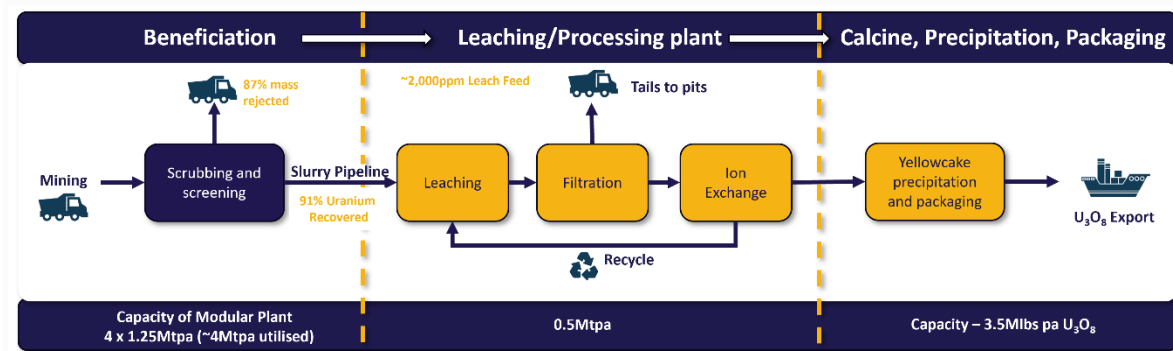 Beneficiation
Leaching/Processing plant
Calcine, Precipitation, Packaging
87% mass
rejected
~2,000ppm Leach Feed
Tails to pits
Mining
Scrubbing and
screening
Slurry Pipeline
91% Uranium
Recovered
Leaching
Filtration
Ion
Exchange
Yellowcake
precipitation
and packaging
U₃O₈ Export
Recycle
Capacity of Modular Plant
4 x 1.25Mtpa (~4Mtpa utilised)
0.5Mtpa
Capacity – 3.5Mlbs pa U₃O₈